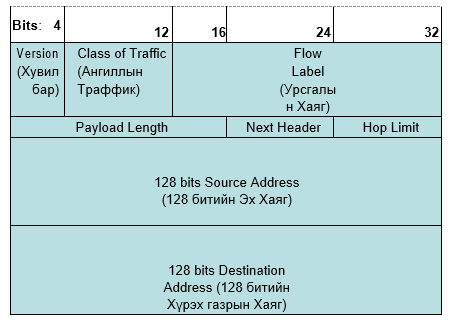 Bits: 4 12 16 24 32
Version Class of Traffic Flow
(Хувил (Ангиллын Label
бар) Траффик) (Урсгалы
н Хаяг)
Payload Length Next Header Hop Limit
128 bits Source Address
(128 битийн Эх Хаяг)
128 bits Destination
Address (128 битийн
Хүрэх газрын Хаяг)